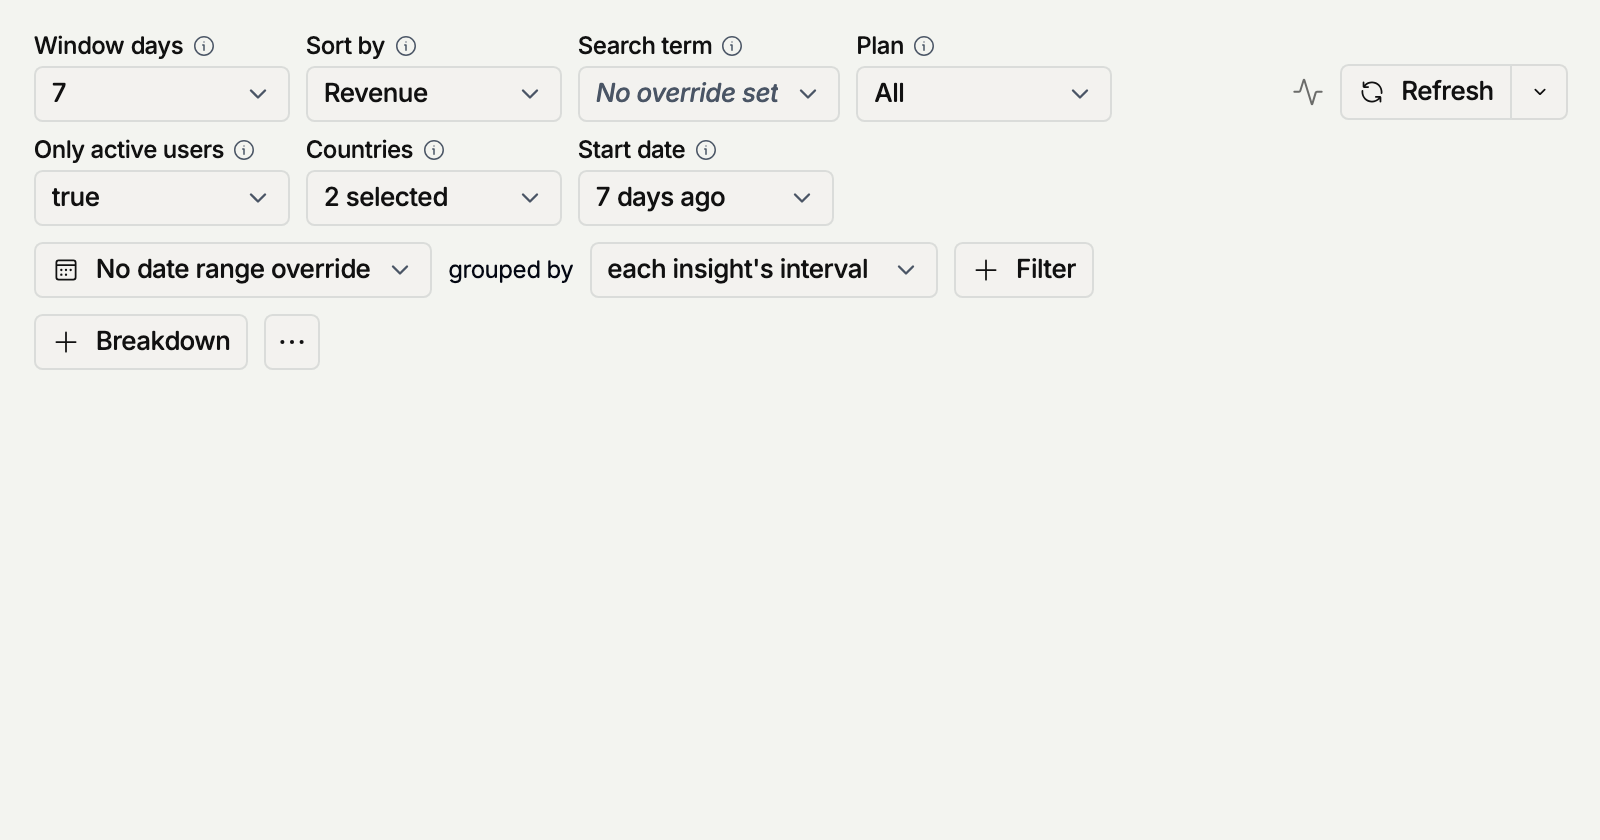 Window days Sort by Search term Plan
7 Revenue No override set All Refresh
Only active users Countries Start date
true 2 selected 7 days ago
No date range override grouped by each insight's interval Filter
Breakdown ...